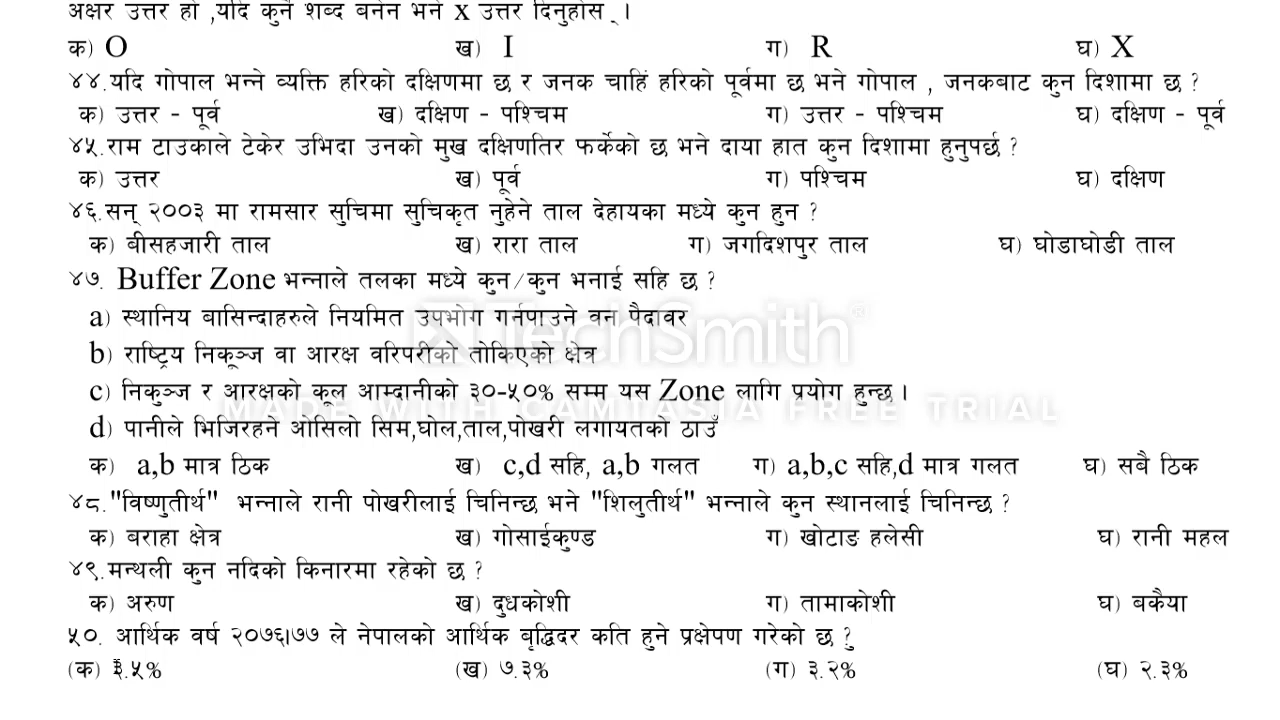 अक्षर उत्तर हो ,यदि कुनै शब्द बनेन भने x उत्तर दिनुहोस् ।
क) O ख) I ग) R घ) X
४४.यदि गोपाल भन्ने व्यक्ति हरिको दक्षिणमा छ र जनक चाहिं हरिको पूर्वमा छ भने गोपाल , जनकबाट कुन दिशामा छ ?
क) उत्तर - पूर्व ख) दक्षिण - पश्चिम ग) उत्तर - पश्चिम घ) दक्षिण - पूर्व
४५.राम टाउकाले टेकेर उभिदा उनको मुख दक्षिणतिर फर्केको छ भने दाया हात कुन दिशामा हुनुपर्छ ?
क) उत्तर ख) पूर्व ग) पश्चिम घ) दक्षिण
४६.सन् २००३ मा रामसार सुचिमा सुचिकृत नुहेने ताल देहायका मध्ये कुन हुन ?
क) बीसहजारी ताल ख) रारा ताल ग) जगदिशपुर ताल घ) घोडाघोडी ताल
४७. Buffer Zone भन्नाले तलका मध्ये कुन/कुन भनाई सहि छ ?
a) स्थानिय बासिन्दाहरुले नियमित उपभोग गर्नपाउने वन पैदावर
TechSmith®
b) राष्ट्रिय निकूञ्ज वा आरक्ष वरिपरीको तोकिएको क्षेत्र
c) निकुञ्ज र आरक्षको कूल आम्दानीको ३०-५०% सम्म यस Zone लागि प्रयोग हुन्छ ।
MADE WITH CAMTASIA FREE TRIAL
d) पानीले भिजिरहने ओसिलो सिम,घोल,ताल,पोखरी लगायतको ठाउँ
क) a,b मात्र ठिक ख) c,d सहि, a,b गलत ग) a,b,c सहि,d मात्र गलत घ) सबै ठिक
४८."विष्णुतीर्थ" भन्नाले रानी पोखरीलाई चिनिन्छ भने "शिलुतीर्थ" भन्नाले कुन स्थानलाई चिनिन्छ ?
क) बराहा क्षेत्र ख) गोसाईकुण्ड ग) खोटाङ हलेसी घ) रानी महल
४९.मन्थली कुन नदिको किनारमा रहेको छ ?
क) अरुण ख) दुधकोशी ग) तामाकोशी घ) बकैया
५०. आर्थिक वर्ष २०७६।७७ ले नेपालको आर्थिक बृद्धिदर कति हुने प्रक्षेपण गरेको छ ?
(क) ३.५% (ख) ७.३% (ग) ३.२% (घ) २.३%